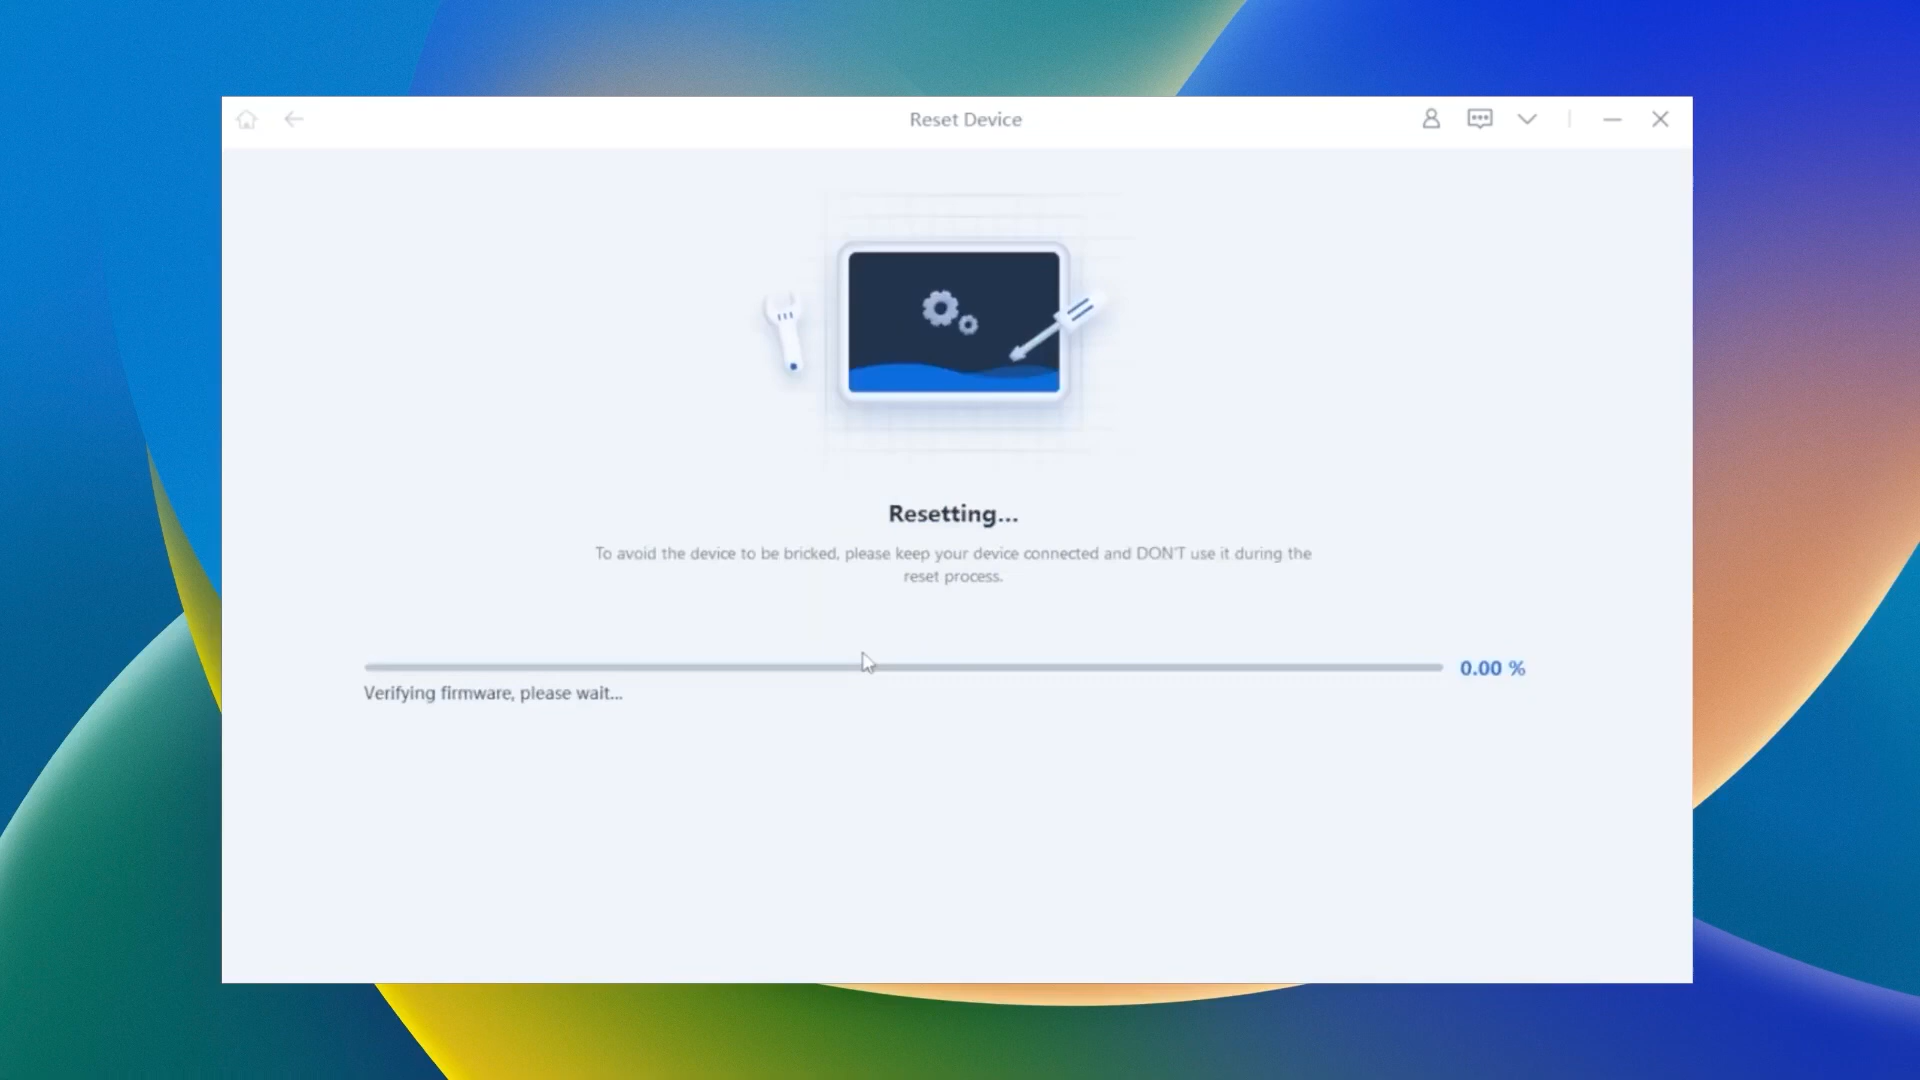 Reset Device
Resetting...
To avoid the device to be bricked, please keep your device connected and DON'T use it during the
reset process.
0.00 %
Verifying firmware, please wait...